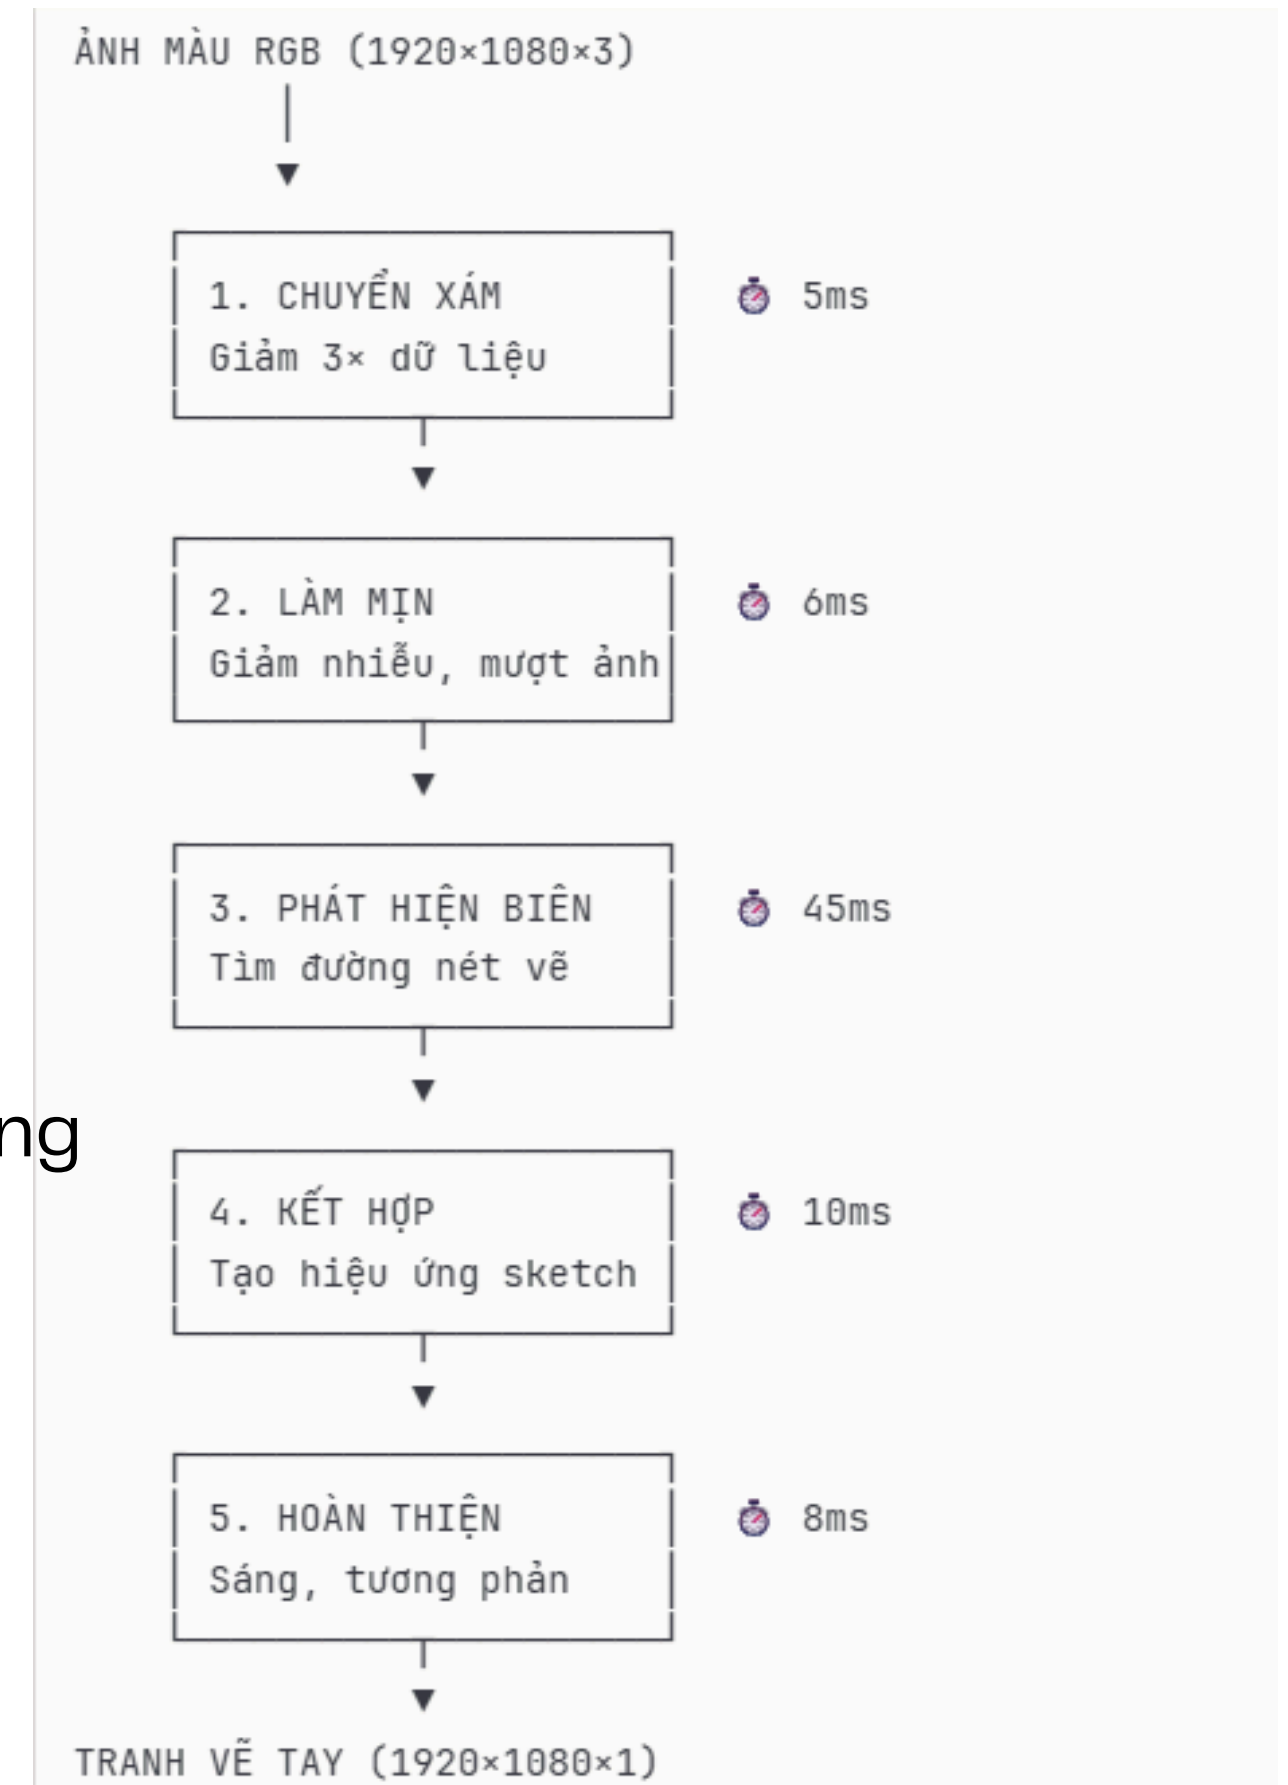 ẢNH MÀU RGB (1920×1080×3)
1. CHUYỂN XÁM
5ms
Giảm 3× dữ liệu
2. LÀM MỊN
6ms
Giảm nhiễu, mượt ảnh
3. PHÁT HIỆN BIÊN
45ms
Tìm đường nét vẽ
ng
4. KẾT HỢP
10ms
Tạo hiệu ứng sketch
5. HOÀN THIỆN
8ms
Sáng, tương phản
TRANH VẼ TAY (1920×1080×1)